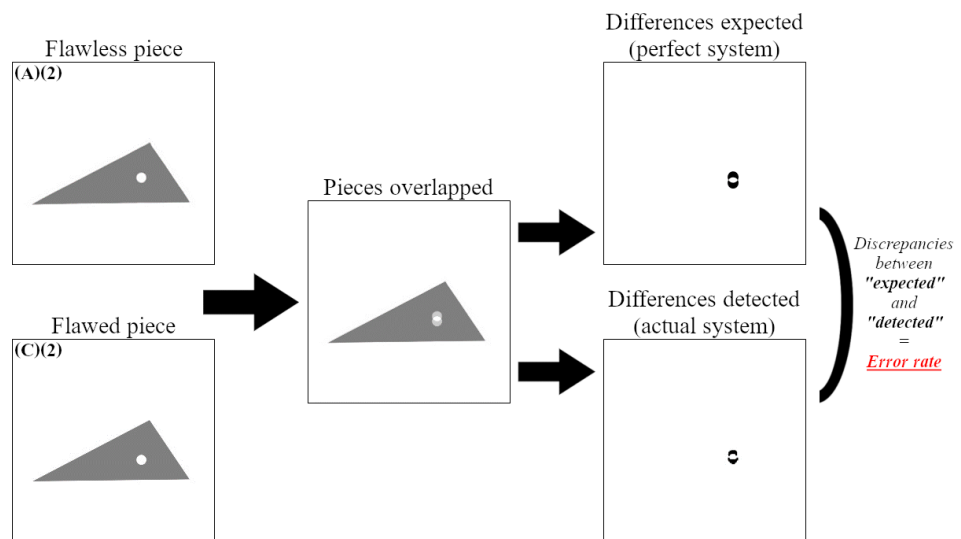 Flawless piece
(A)(2)
Flawed piece
(C)(2)
Pieces overlapped
Differences expected
(perfect system)
Differences detected
(actual system)
Discrepancies
between
"expected"
and
"detected"
=
Error rate